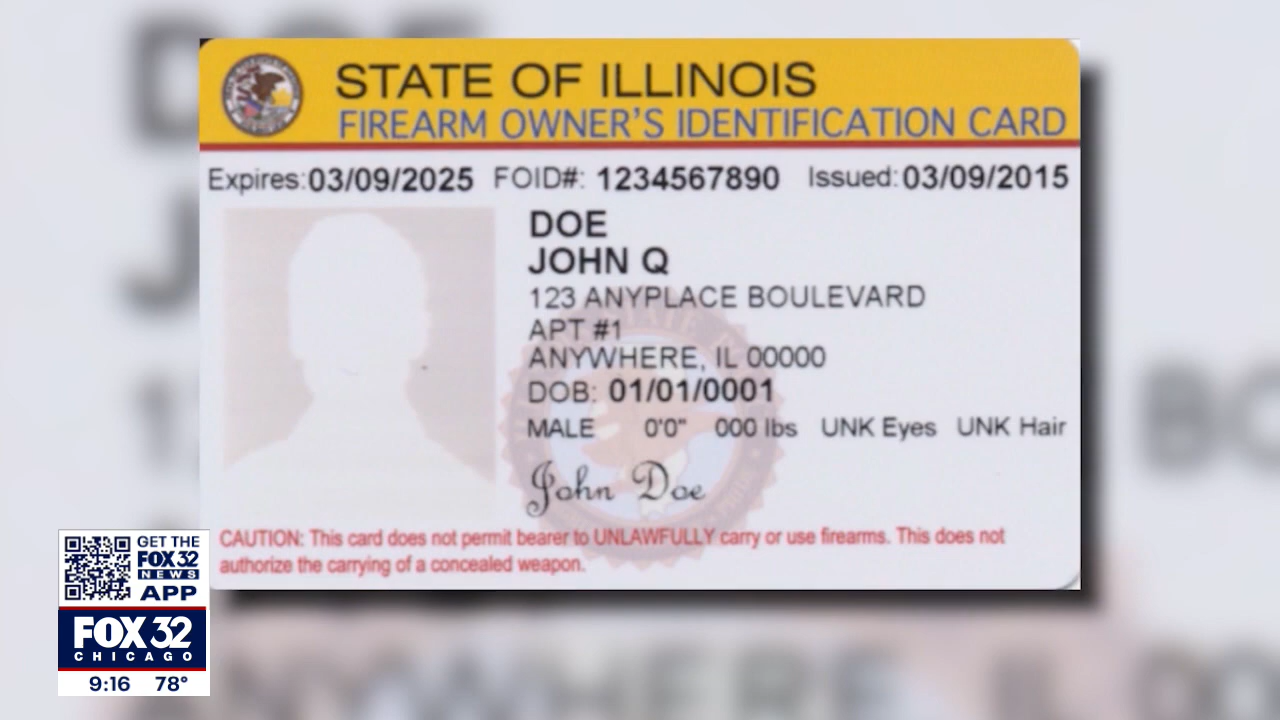 STATE OF ILLINOIS
FIREARM OWNER'S IDENTIFICATION CARD
Expires: 03/09/2025 FOID#: 1234567890 Issued: 03/09/2015
DOE
JOHN Q
123 ANYPLACE BOULEVARD
APT #1
ANYWHERE, IL 00000
DOB: 01/01/0001
MALE 0'0" 000 lbs UNK Eyes UNK Hair
John Doe
CAUTION: This card does not permit bearer to UNLAWFULLY carry or use firearms. This does not
authorize the carrying of a concealed weapon.
GET THE
FOX 32
NEWS
APP
FOX 32
CHICAGO
9:16 78°